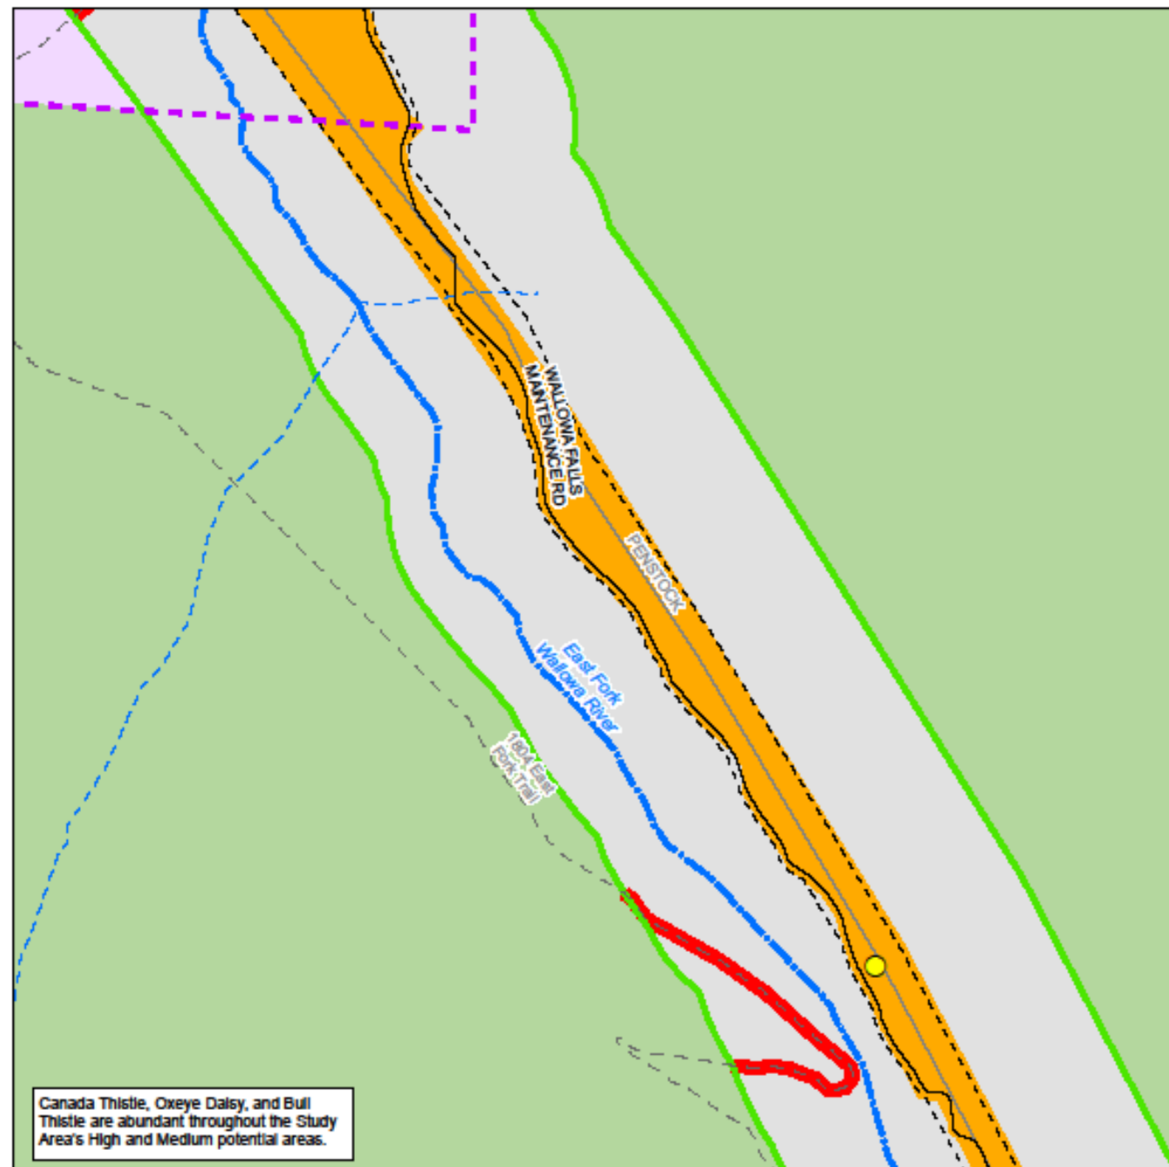 WALLOWA FALLS
MAINTENANCE RD
PENSTOCK
East Fork
Wallowa River
1804 East
Fork Trail
Canada Thistle, Oxeye Daisy, and Bull
Thistle are abundant throughout the Study
Area's High and Medium potential areas.